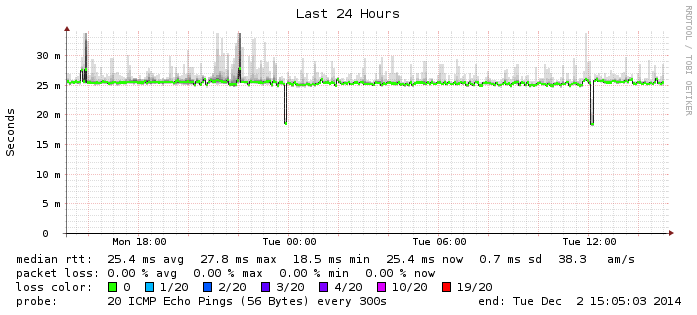 Last 24 Hours
RRDTOOL / TOBI OETIKER
Seconds
30 m
25 m
20 m
15 m
10 m
5 m
0
Mon 18:00 Tue 00:00 Tue 06:00 Tue 12:00
median rtt: 25.4 ms avg 27.8 ms max 18.5 ms min 25.4 ms now 0.7 ms sd 38.3 am/s
packet loss: 0.00 % avg 0.00 % max 0.00 % min 0.00 % now
loss color: 0 1/20 2/20 3/20 4/20 10/20 19/20
probe: 20 ICMP Echo Pings (56 Bytes) every 300s end: Tue Dec 2 15:05:03 2014